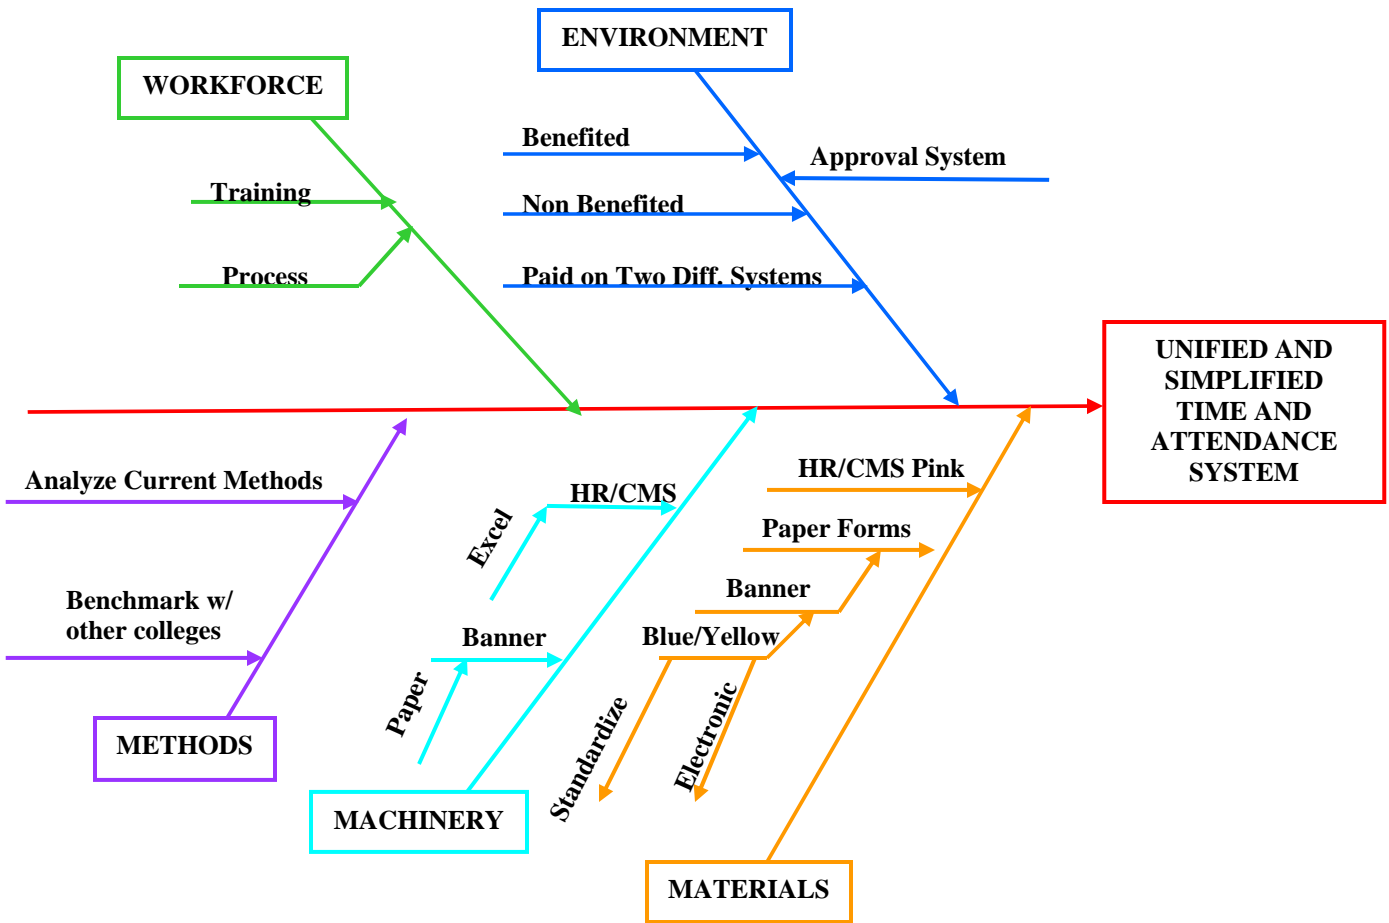 ENVIRONMENT
WORKFORCE
Benefited
Approval System
Training
Non Benefited
Process
Paid on Two Diff. Systems
UNIFIED AND
SIMPLIFIED
TIME AND
ATTENDANCE
SYSTEM
Analyze Current Methods
HR/CMS
HR/CMS Pink
Excel
Paper Forms
Benchmark w/
other colleges
Banner
Banner
Blue/Yellow
Paper
Standardize
Electronic
METHODS
MACHINERY
MATERIALS